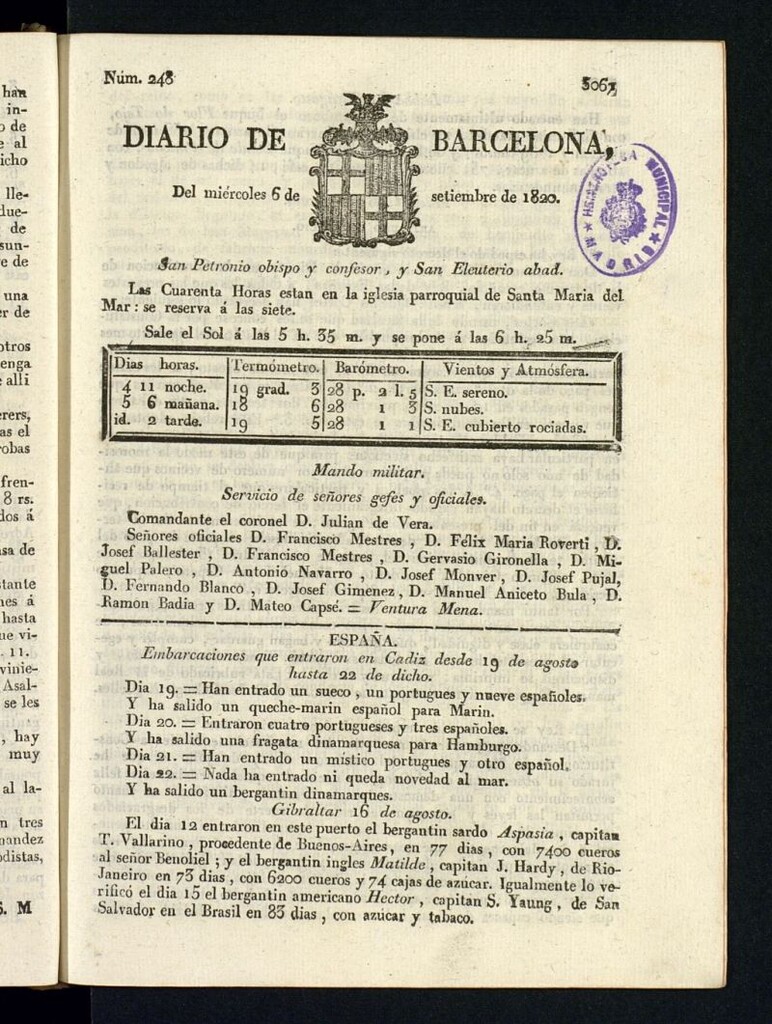 Núm. 248
3063
DIARIO DE BARCELONA,
Del miércoles 6 de setiembre de 1820.
HEMEROTECA MUNICIPAL
★ MADRID ★
San Petronio obispo y confesor, y San Eleuterio abad.
Las Cuarenta Horas estan en la iglesia parroquial de Santa Maria del
Mar: se reserva á las siete.
Sale el Sol á las 5 h. 35 m. y se pone á las 6 h. 25 m.
Dias horas. Termómetro. Barómetro. Vientos y Atmósfera.
4 11 noche. 19 grad. 3 28 p. 2 l. 5 S. E. sereno.
5 6 mañana. 18 6 28 1 3 S. nubes.
id. 2 tarde. 19 5 28 1 1 S. E. cubierto rociadas.
Mando militar.
Servicio de señores gefes y oficiales.
Comandante el coronel D. Julian de Vera.
Señores oficiales D. Francisco Mestres, D. Félix Maria Roverti, D.
Josef Ballester, D. Francisco Mestres, D. Gervasio Gironella, D. Mi-
guel Palero, D. Antonio Navarro, D. Josef Monver, D. Josef Pujal,
D. Fernando Blanco, D. Josef Gimenez, D. Manuel Aniceto Bula, D.
Ramon Badia y D. Mateo Capsé. = Ventura Mena.
ESPAÑA.
Embarcaciones que entraron en Cadiz desde 19 de agosto
hasta 22 de dicho.
Dia 19. = Han entrado un sueco, un portugues y nueve españoles.
Y ha salido un queche-marin español para Marin.
Dia 20. = Entraron cuatro portugueses y tres españoles.
Y ha salido una fragata dinamarquesa para Hamburgo.
Dia 21. = Han entrado un místico portugues y otro español.
Dia 22. = Nada ha entrado ni queda novedad al mar.
Y ha salido un bergantin dinamarques.
Gibraltar 16 de agosto.
El dia 12 entraron en este puerto el bergantin sardo Aspasia, capitan
T. Vallarino, procedente de Buenos-Aires, en 77 dias, con 7400 cueros
al señor Benoliel; y el bergantin ingles Matilde, capitan J. Hardy, de Rio-
Janeiro en 73 dias, con 6200 cueros y 74 cajas de azúcar. Igualmente lo ve-
rificó el dia 15 el bergantin americano Hector, capitan S. Yaung, de San
Salvador en el Brasil en 83 dias, con azúcar y tabaco.